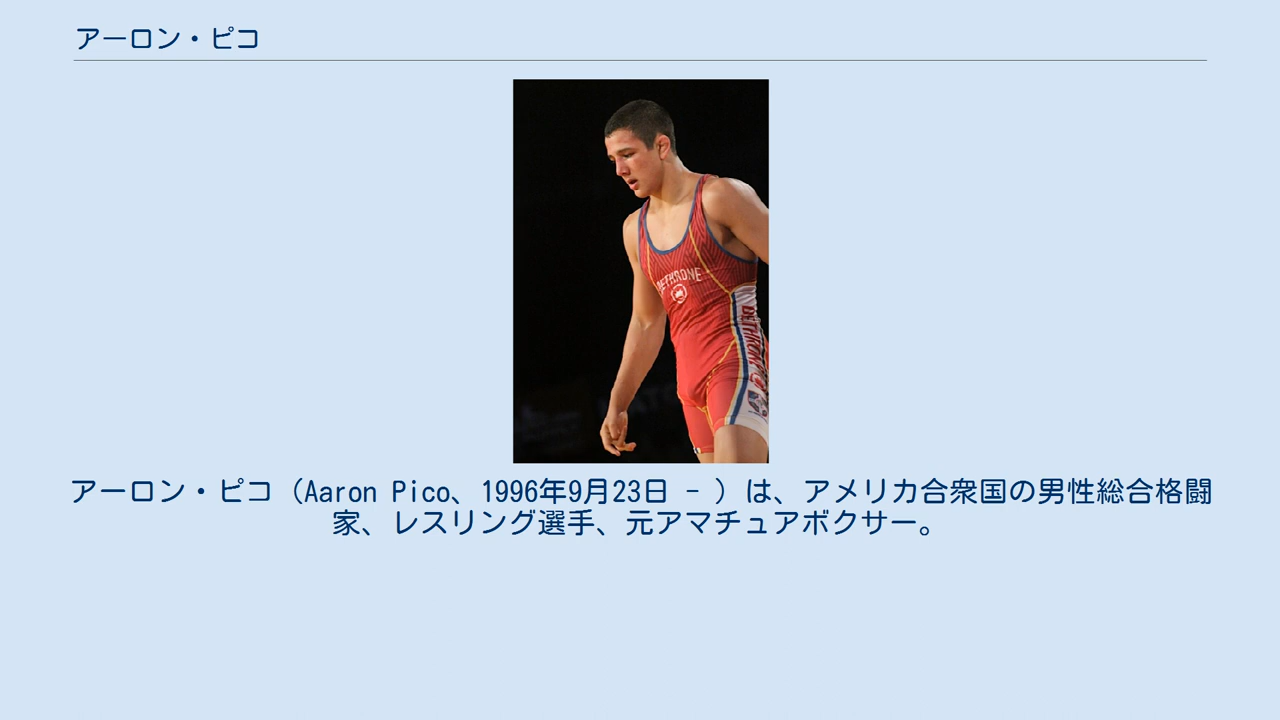 アーロン・ピコ
DETHRONE
DETHRONE
アーロン・ピコ（Aaron Pico、1996年9月23日 - ）は、アメリカ合衆国の男性総合格闘
家、レスリング選手、元アマチュアボクサー。